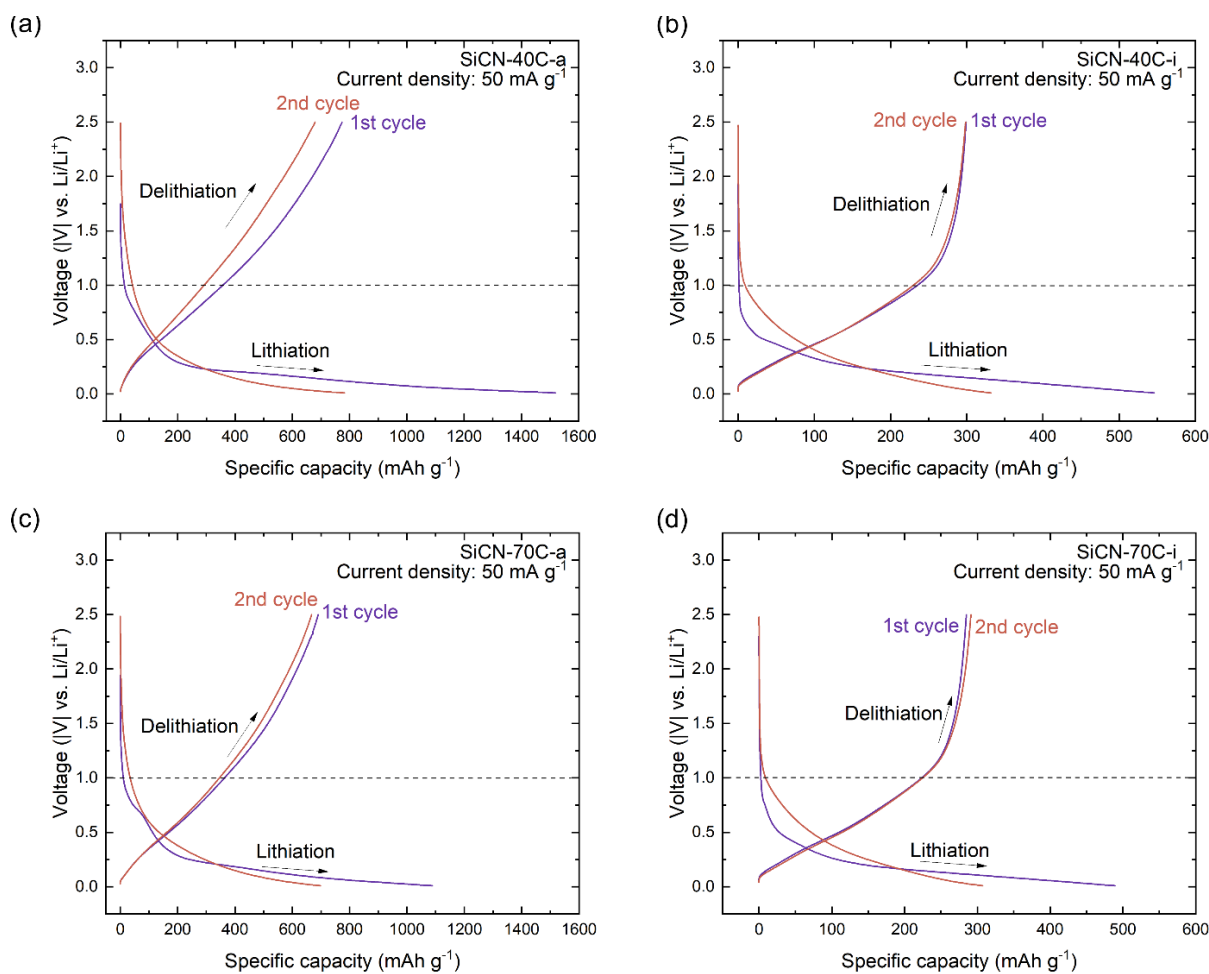 (a)
SiCN-40C-a
Current density: 50 mA g⁻¹
2nd cycle
1st cycle
Delithiation
Lithiation
Voltage (|V| vs. Li/Li⁺)
3.0
2.5
2.0
1.5
1.0
0.5
0.0
0 200 400 600 800 1000 1200 1400 1600
Specific capacity (mAh g⁻¹)
(b)
SiCN-40C-i
Current density: 50 mA g⁻¹
2nd cycle 1st cycle
Delithiation
Lithiation
Voltage (|V| vs. Li/Li⁺)
3.0
2.5
2.0
1.5
1.0
0.5
0.0
0 100 200 300 400 500 600
Specific capacity (mAh g⁻¹)
(c)
SiCN-70C-a
Current density: 50 mA g⁻¹
2nd cycle
1st cycle
Delithiation
Lithiation
Voltage (|V| vs. Li/Li⁺)
3.0
2.5
2.0
1.5
1.0
0.5
0.0
0 200 400 600 800 1000 1200 1400 1600
Specific capacity (mAh g⁻¹)
(d)
SiCN-70C-i
Current density: 50 mA g⁻¹
1st cycle 2nd cycle
Delithiation
Lithiation
Voltage (|V| vs. Li/Li⁺)
3.0
2.5
2.0
1.5
1.0
0.5
0.0
0 100 200 300 400 500 600
Specific capacity (mAh g⁻¹)